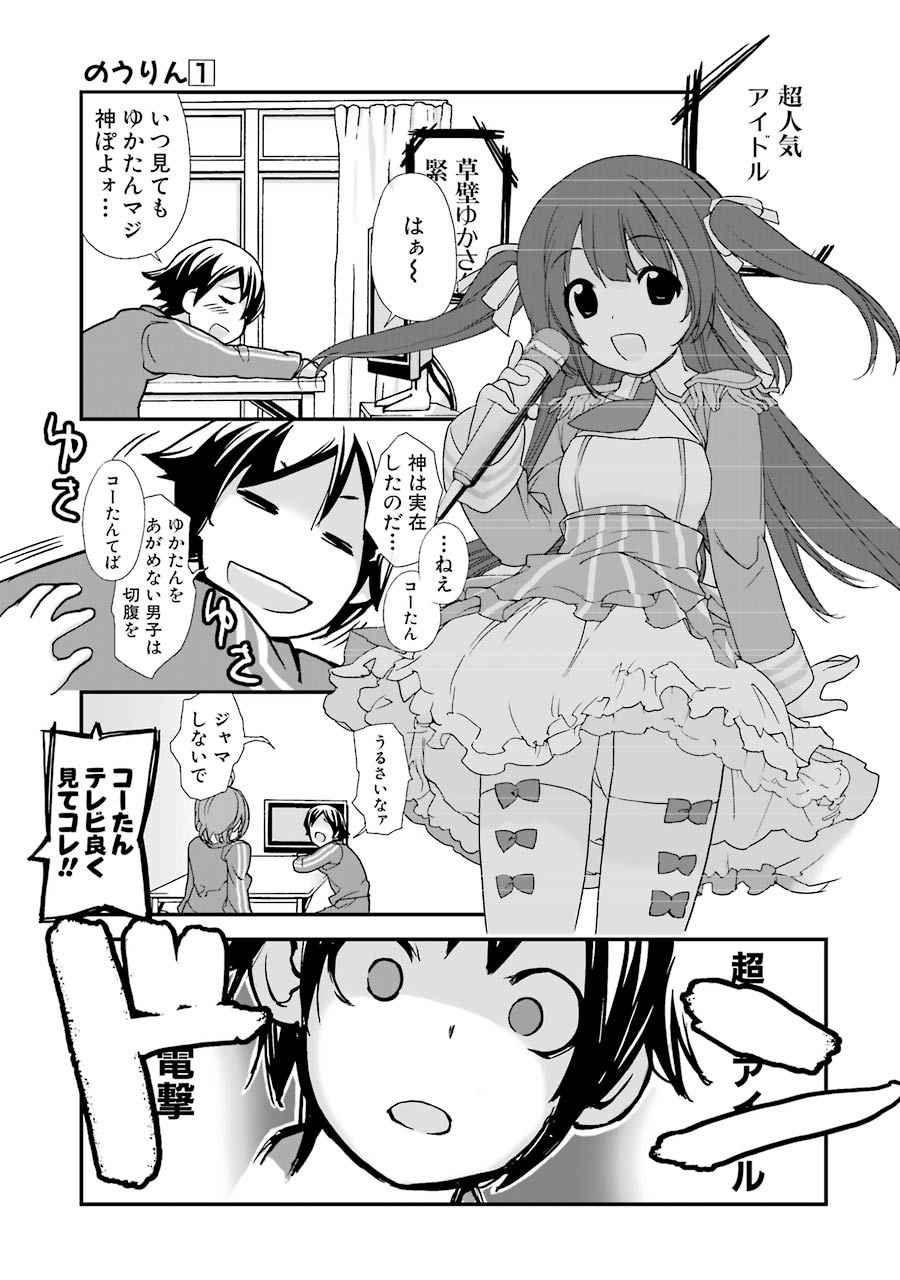 のうりん1
超人気
アイドル
草壁ゆかさん
緊
はぁ～
いつ見ても
ゆかたんマジ
神ぽよォ…
神は実在
したのだ…
…ねえ
コーたん
ゆさ
ゆさ
ゆかたんを
あがめない男子は
切腹を
コーたんてば
うるさいなァ
ジャマ
しないで
コーたん
テレビ良く
見てコレ!!
超
アイ
ル
電撃
ドーー